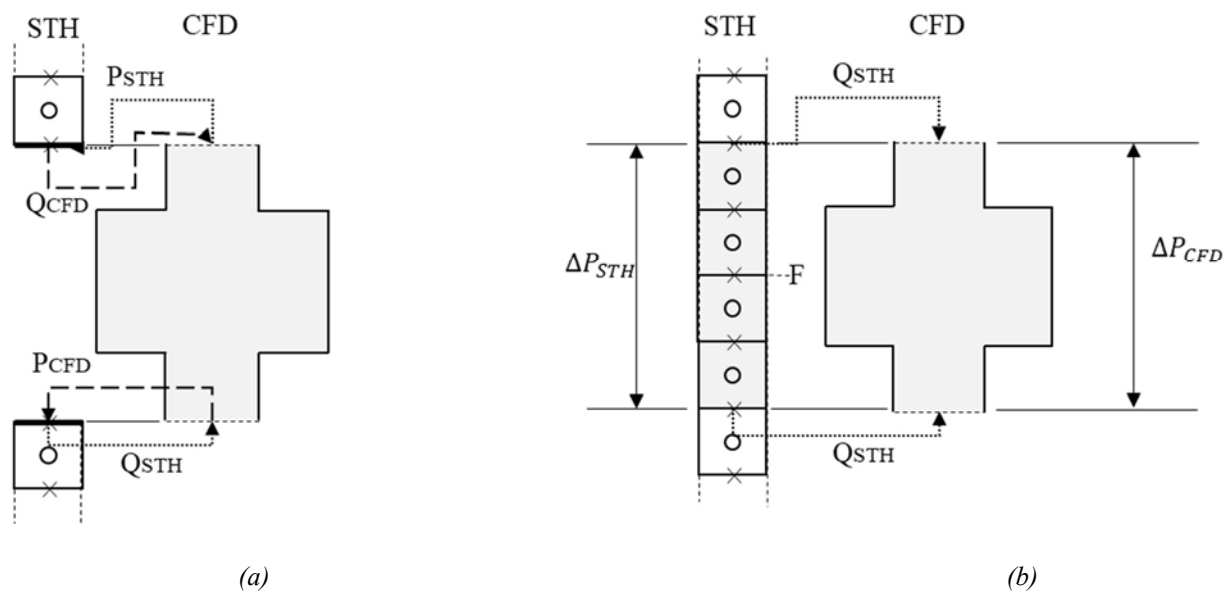 STH CFD
PSTH
QCFD
PCFD
QSTH
(a)
STH CFD
QSTH
ΔPSTH
F
ΔPCFD
QSTH
(b)